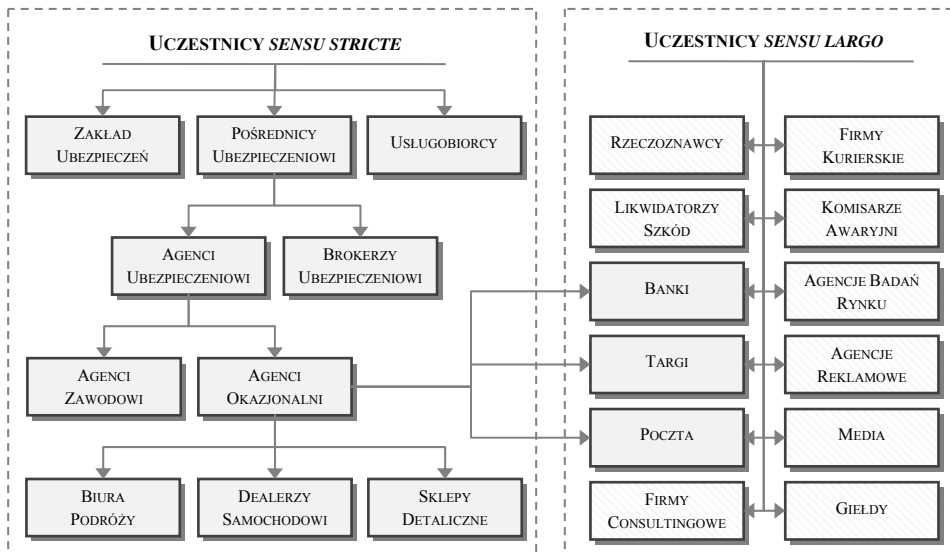 UCZESTNICY SENSU STRICTE
ZAKŁAD
UBEZPIECZEŃ
POŚREDNICY
UBEZPIECZENIOWI
USŁUGOBIORCY
AGENCI
UBEZPIECZENIOWI
BROKERZY
UBEZPIECZENIOWI
AGENCI
ZAWODOWI
AGENCI
OKAZJONALNI
BIURA
PODRÓŻY
DEALERZY
SAMOCHODOWI
SKLEPY
DETALICZNE
UCZESTNICY SENSU LARGO
RZECZOZNAWCY
FIRMY
KURIERSKIE
LIKWIDATORZY
SZKÓD
KOMISARZE
AWARYJNI
BANKI
AGENCJE BADAŃ
RYNKU
TARGI
AGENCJE
REKLAMOWE
POCZTA
MEDIA
FIRMY
CONSULTINGOWE
GIEŁDY